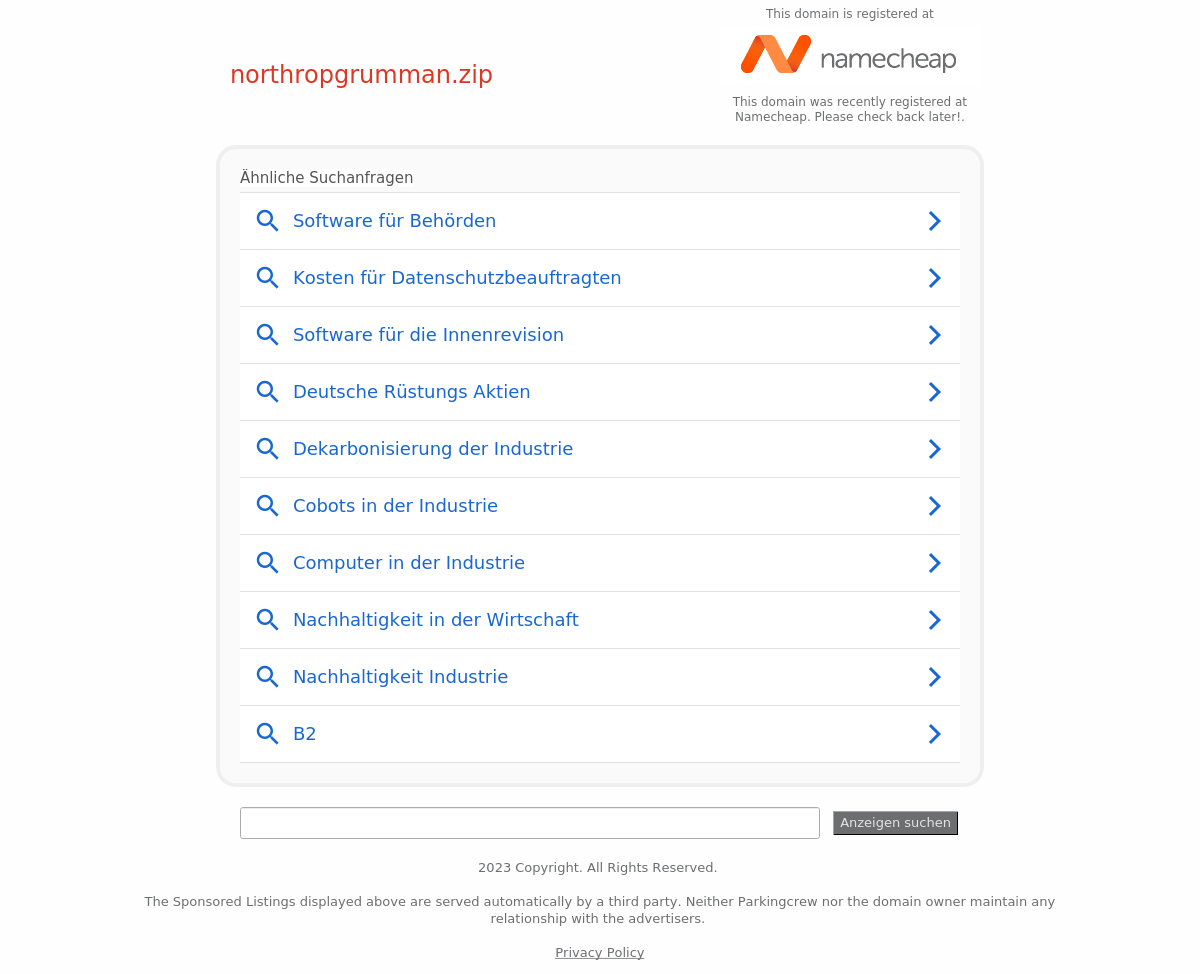 This domain is registered at
namecheap
northropgrumman.zip
This domain was recently registered at
Namecheap. Please check back later!.
Ähnliche Suchanfragen
Software für Behörden
Kosten für Datenschutzbeauftragten
Software für die Innenrevision
Deutsche Rüstungs Aktien
Dekarbonisierung der Industrie
Cobots in der Industrie
Computer in der Industrie
Nachhaltigkeit in der Wirtschaft
Nachhaltigkeit Industrie
B2
Anzeigen suchen
2023 Copyright. All Rights Reserved.
The Sponsored Listings displayed above are served automatically by a third party. Neither Parkingcrew nor the domain owner maintain any
relationship with the advertisers.
Privacy Policy